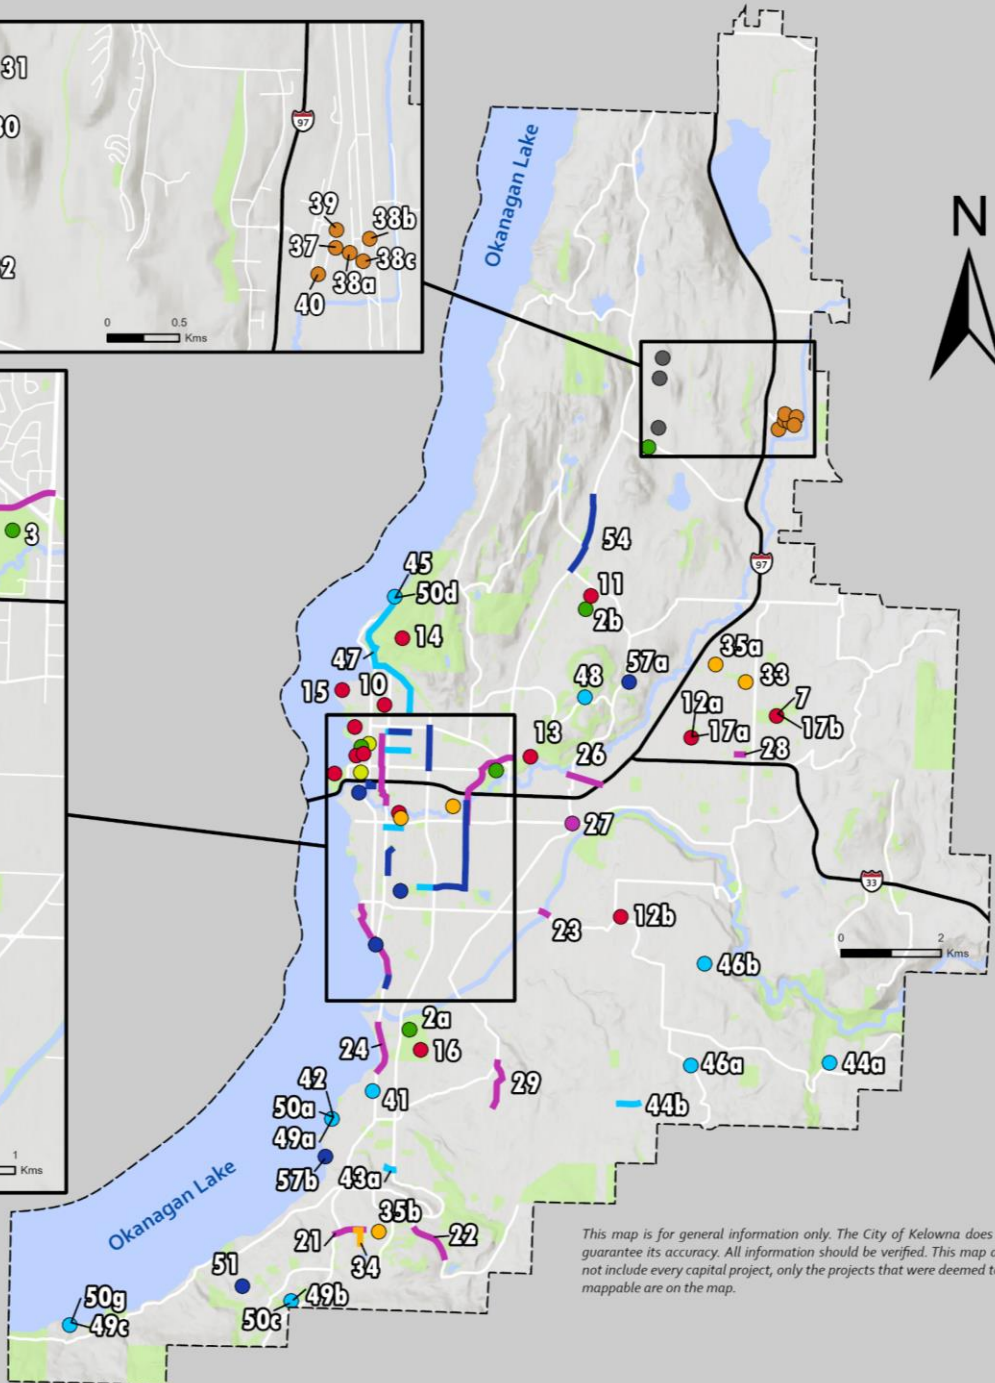 31
39
38b
37
38c
38a
40
97
0 0.5
Kms
Okanagan Lake
N
3
54
97
45
50d
11
2b
14
35a
47
48
57a
33
15
10
7
12a
17a
17b
13
26
28
27
33
23
12b
0 2
Kms
46b
2a
24
16
46a
44a
29
42
41
50a
44b
49a
57b
43a
1
Kms
Okanagan Lake
35b
21
22
34
51
50g
49b
49c
50c
This map is for general information only. The City of Kelowna does
guarantee its accuracy. All information should be verified. This map
not include every capital project, only the projects that were deemed
mappable are on the map.